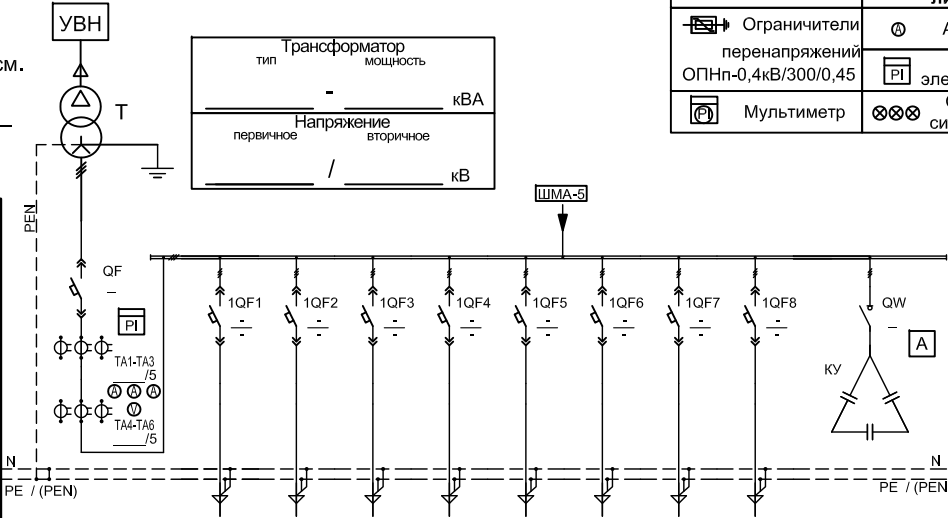 УВН
см.
Т
Трансформатор
тип мощность
- кВА
Напряжение
первичное вторичное
/ кВ
Ограничители
перенапряжений
ОПНп-0,4кВ/300/0,45
A
PI
PI Мультиметр
PEN
ШМА-5
QF
-
PI
1QF1 1QF2 1QF3 1QF4 1QF5 1QF6 1QF7 1QF8 QW
- - - - - - - - -
- - - - - - - -
A
TA1-TA3
/5
A A A
V
TA4-TA6
/5
КУ
N N
PE / (PEN) PE / (PEN